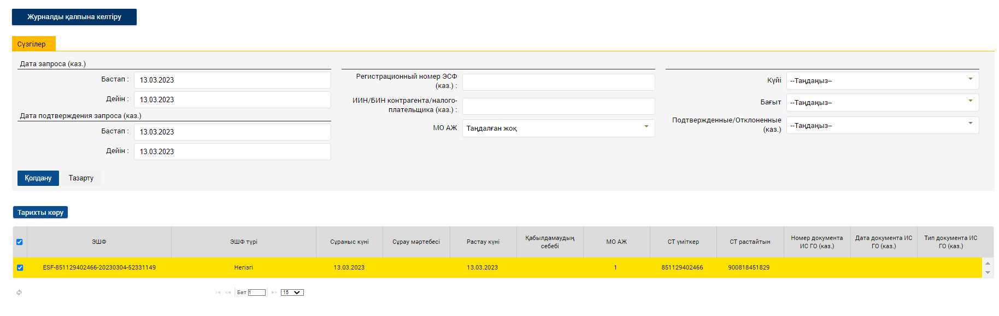 Журналды қалпына келтіру
Сүзгілер
Дата запроса (каз.)
Бастап :
13.03.2023
Дейін :
13.03.2023
Дата подтверждения запроса (каз.)
Бастап :
13.03.2023
Дейін :
13.03.2023
Регистрационный номер ЭСФ
(каз.) :
ИИН/БИН контрагента/налого-
плательщика (каз.) :
МО АЖ
Таңдалған жоқ
Күйі
--Таңдаңыз--
Бағыт
--Таңдаңыз--
Подтвержденные/Отклоненные
(каз.)
--Таңдаңыз--
Қолдану
Тазарту
Тарихты көру
ЭШФ
ЭШФ түрі
Сұраныс күні
Сұрау мәртебесі
Растау күні
Қабылдамаудың
себебі
МО АЖ
СТ үміткер
СТ растайтын
Номер документа
ИС ГО (каз.)
Дата документа ИС
ГО (каз.)
Тип документа ИС
ГО (каз.)
ESF-851129402466-20230304-52331149
Негізгі
13.03.2023
13.03.2023
1
851129402466
900818451829
Бет 1
15